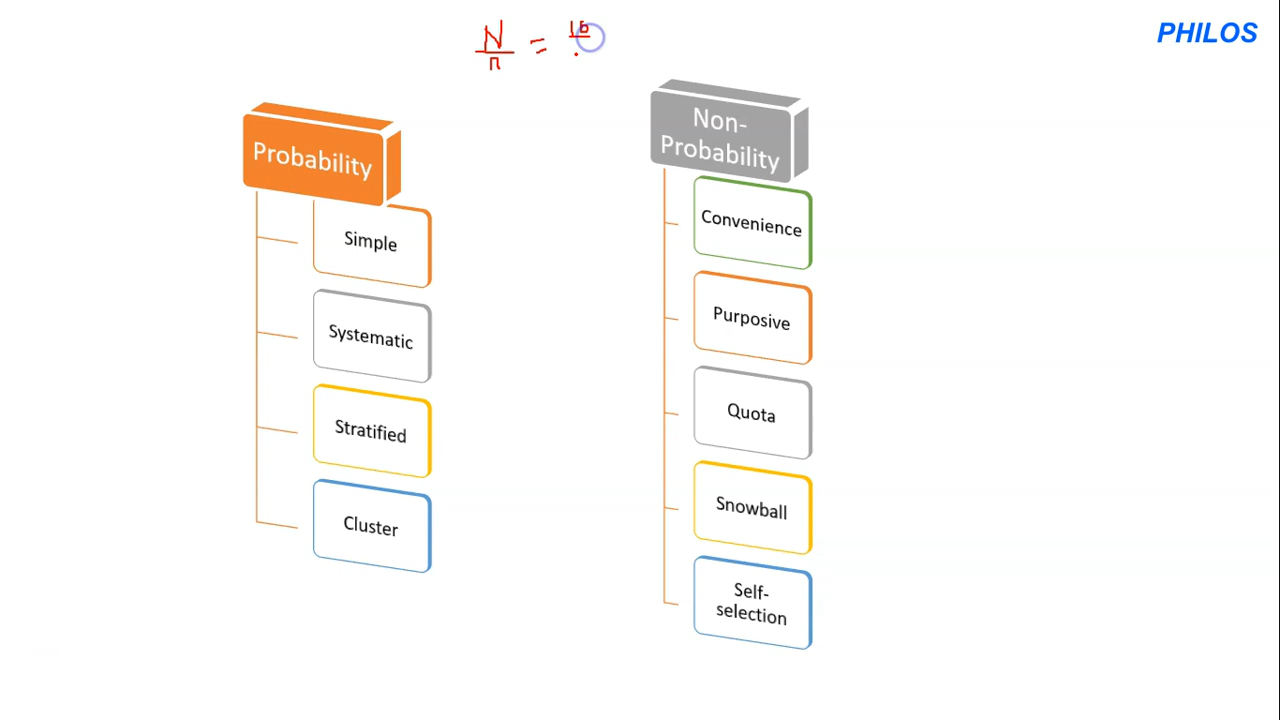 PHILOS
N/n =
Probability
Simple
Systematic
Stratified
Cluster
Non-
Probability
Convenience
Purposive
Quota
Snowball
Self-
selection